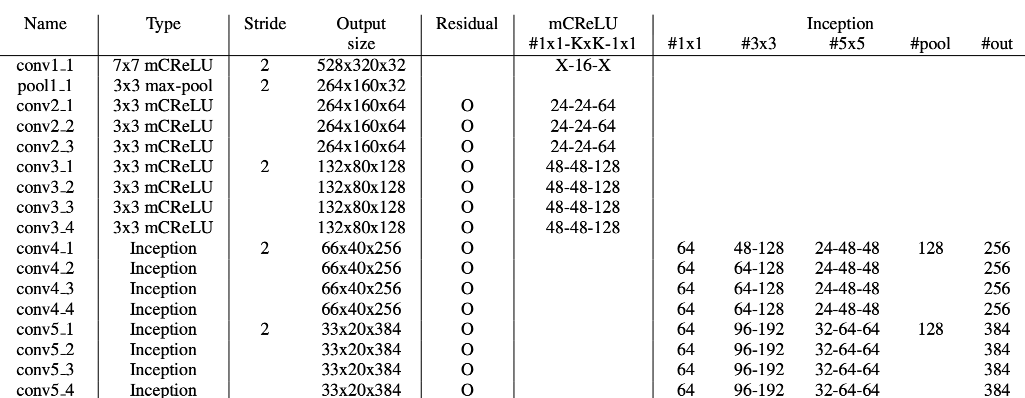 Name Type Stride Output Residual mCReLU Inception
size #1x1-KxK-1x1 #1x1 #3x3 #5x5 #pool #out
conv1_1 7x7 mCReLU 2 528x320x32 X-16-X
pool1_1 3x3 max-pool 2 264x160x32
conv2_1 3x3 mCReLU 264x160x64 O 24-24-64
conv2_2 3x3 mCReLU 264x160x64 O 24-24-64
conv2_3 3x3 mCReLU 264x160x64 O 24-24-64
conv3_1 3x3 mCReLU 2 132x80x128 O 48-48-128
conv3_2 3x3 mCReLU 132x80x128 O 48-48-128
conv3_3 3x3 mCReLU 132x80x128 O 48-48-128
conv3_4 3x3 mCReLU 132x80x128 O 48-48-128
conv4_1 Inception 2 66x40x256 O 64 48-128 24-48-48 128 256
conv4_2 Inception 66x40x256 O 64 64-128 24-48-48 256
conv4_3 Inception 66x40x256 O 64 64-128 24-48-48 256
conv4_4 Inception 66x40x256 O 64 64-128 24-48-48 256
conv5_1 Inception 2 33x20x384 O 64 96-192 32-64-64 128 384
conv5_2 Inception 33x20x384 O 64 96-192 32-64-64 384
conv5_3 Inception 33x20x384 O 64 96-192 32-64-64 384
conv5_4 Inception 33x20x384 O 64 96-192 32-64-64 384